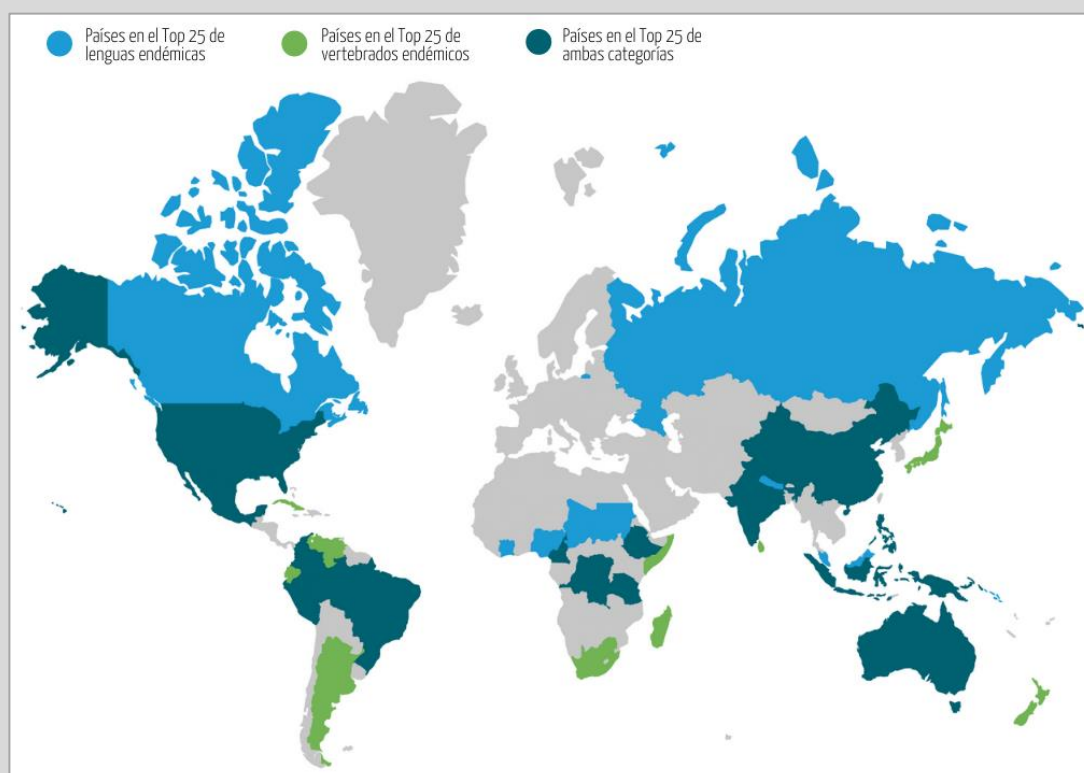 Países en el Top 25 de
lenguas endémicas
Países en el Top 25 de
vertebrados endémicos
Países en el Top 25 de
ambas categorías